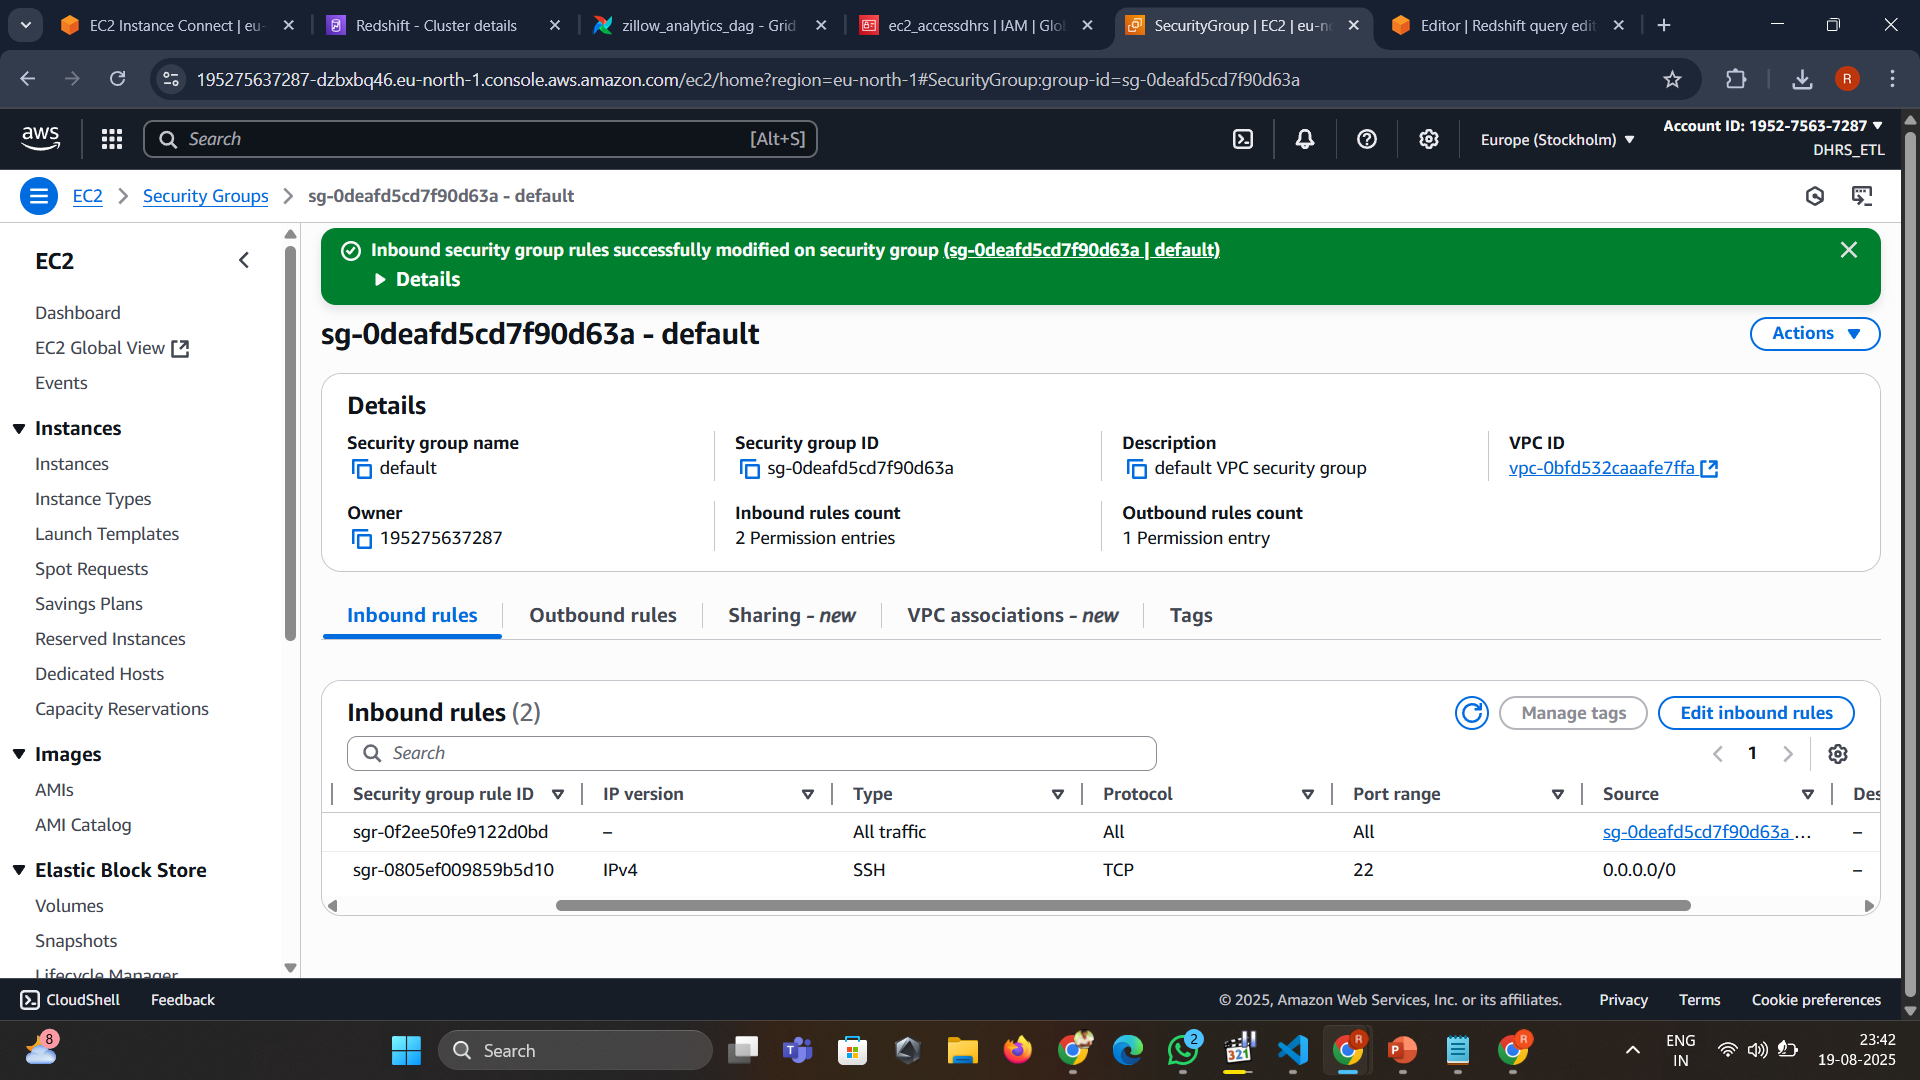 EC2 Instance Connect | eu-
Redshift - Cluster details
zillow_analytics_dag - Grid
ec2_accessdhrs | IAM | Glo
SecurityGroup | EC2 | eu-no
Editor | Redshift query edit
195275637287-dzbxbq46.eu-north-1.console.aws.amazon.com/ec2/home?region=eu-north-1#SecurityGroup:group-id=sg-0deafd5cd7f90d63a
R
aws
Search
[Alt+S]
Europe (Stockholm)
Account ID: 1952-7563-7287
DHRS_ETL
EC2
Security Groups
sg-0deafd5cd7f90d63a - default
EC2
Dashboard
EC2 Global View
Events
Instances
Instances
Instance Types
Launch Templates
Spot Requests
Savings Plans
Reserved Instances
Dedicated Hosts
Capacity Reservations
Images
AMIs
AMI Catalog
Elastic Block Store
Volumes
Snapshots
Lifecycle Manager
Inbound security group rules successfully modified on security group (sg-0deafd5cd7f90d63a | default)
Details
sg-0deafd5cd7f90d63a - default
Actions
Details
Security group name
default
Security group ID
sg-0deafd5cd7f90d63a
Description
default VPC security group
VPC ID
vpc-0bfd532caaafe7ffa
Owner
195275637287
Inbound rules count
2 Permission entries
Outbound rules count
1 Permission entry
Inbound rules
Outbound rules
Sharing - new
VPC associations - new
Tags
Inbound rules (2)
Manage tags
Edit inbound rules
Search
1
Security group rule ID
IP version
Type
Protocol
Port range
Source
Des
sgr-0f2ee50fe9122d0bd – All traffic All All sg-0deafd5cd7f90d63a ... –
sgr-0805ef009859b5d10 IPv4 SSH TCP 22 0.0.0.0/0 –
CloudShell
Feedback
© 2025, Amazon Web Services, Inc. or its affiliates.
Privacy
Terms
Cookie preferences
8
Search
2
321
R
R
ENG
IN
23:42
19-08-2025